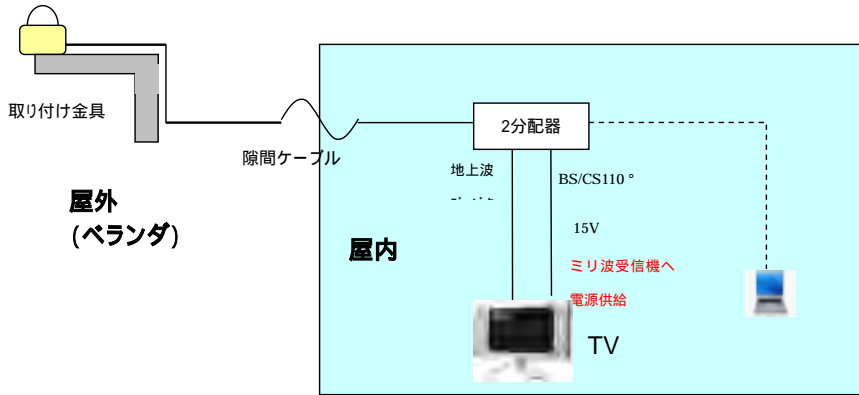 取り付け金具
隙間ケーブル
2分配器
地上波
BS/CS110°
15V
ミリ波受信機へ
電源供給
屋外
(ベランダ)
屋内
TV